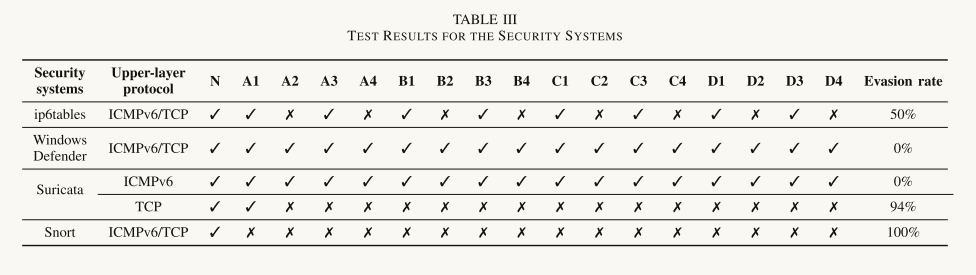 TABLE III
TEST RESULTS FOR THE SECURITY SYSTEMS
Security systems Upper-layer protocol N A1 A2 A3 A4 B1 B2 B3 B4 C1 C2 C3 C4 D1 D2 D3 D4 Evasion rate
ip6tables ICMPv6/TCP ✓ ✓ ✗ ✓ ✗ ✓ ✗ ✓ ✗ ✓ ✗ ✓ ✗ ✓ ✗ ✓ ✗ 50%
Windows Defender ICMPv6/TCP ✓ ✓ ✓ ✓ ✓ ✓ ✓ ✓ ✓ ✓ ✓ ✓ ✓ ✓ ✓ ✓ ✓ 0%
Suricata ICMPv6 ✓ ✓ ✓ ✓ ✓ ✓ ✓ ✓ ✓ ✓ ✓ ✓ ✓ ✓ ✓ ✓ ✓ 0%
TCP ✓ ✓ ✗ ✗ ✗ ✗ ✗ ✗ ✗ ✗ ✗ ✗ ✗ ✗ ✗ ✗ ✗ 94%
Snort ICMPv6/TCP ✓ ✗ ✗ ✗ ✗ ✗ ✗ ✗ ✗ ✗ ✗ ✗ ✗ ✗ ✗ ✗ ✗ 100%